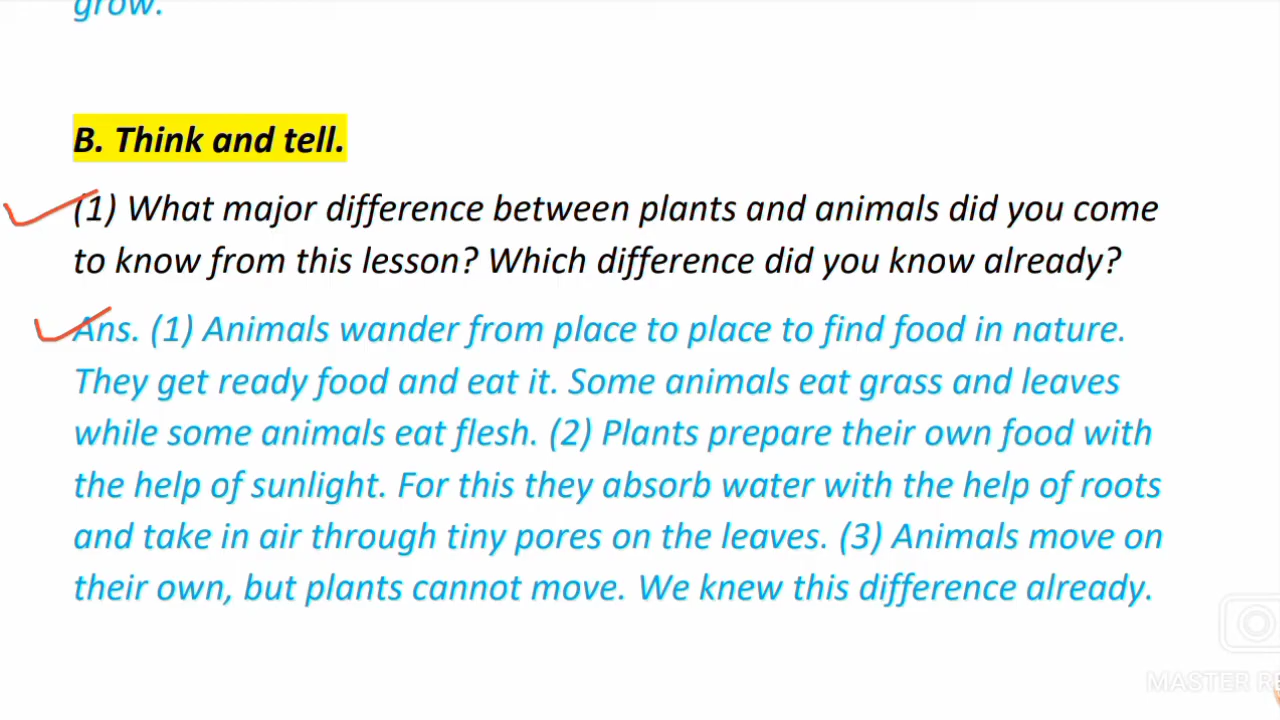 grow.
B. Think and tell.
(1) What major difference between plants and animals did you come
to know from this lesson? Which difference did you know already?
Ans. (1) Animals wander from place to place to find food in nature.
They get ready food and eat it. Some animals eat grass and leaves
while some animals eat flesh. (2) Plants prepare their own food with
the help of sunlight. For this they absorb water with the help of roots
and take in air through tiny pores on the leaves. (3) Animals move on
their own, but plants cannot move. We knew this difference already.
MASTER